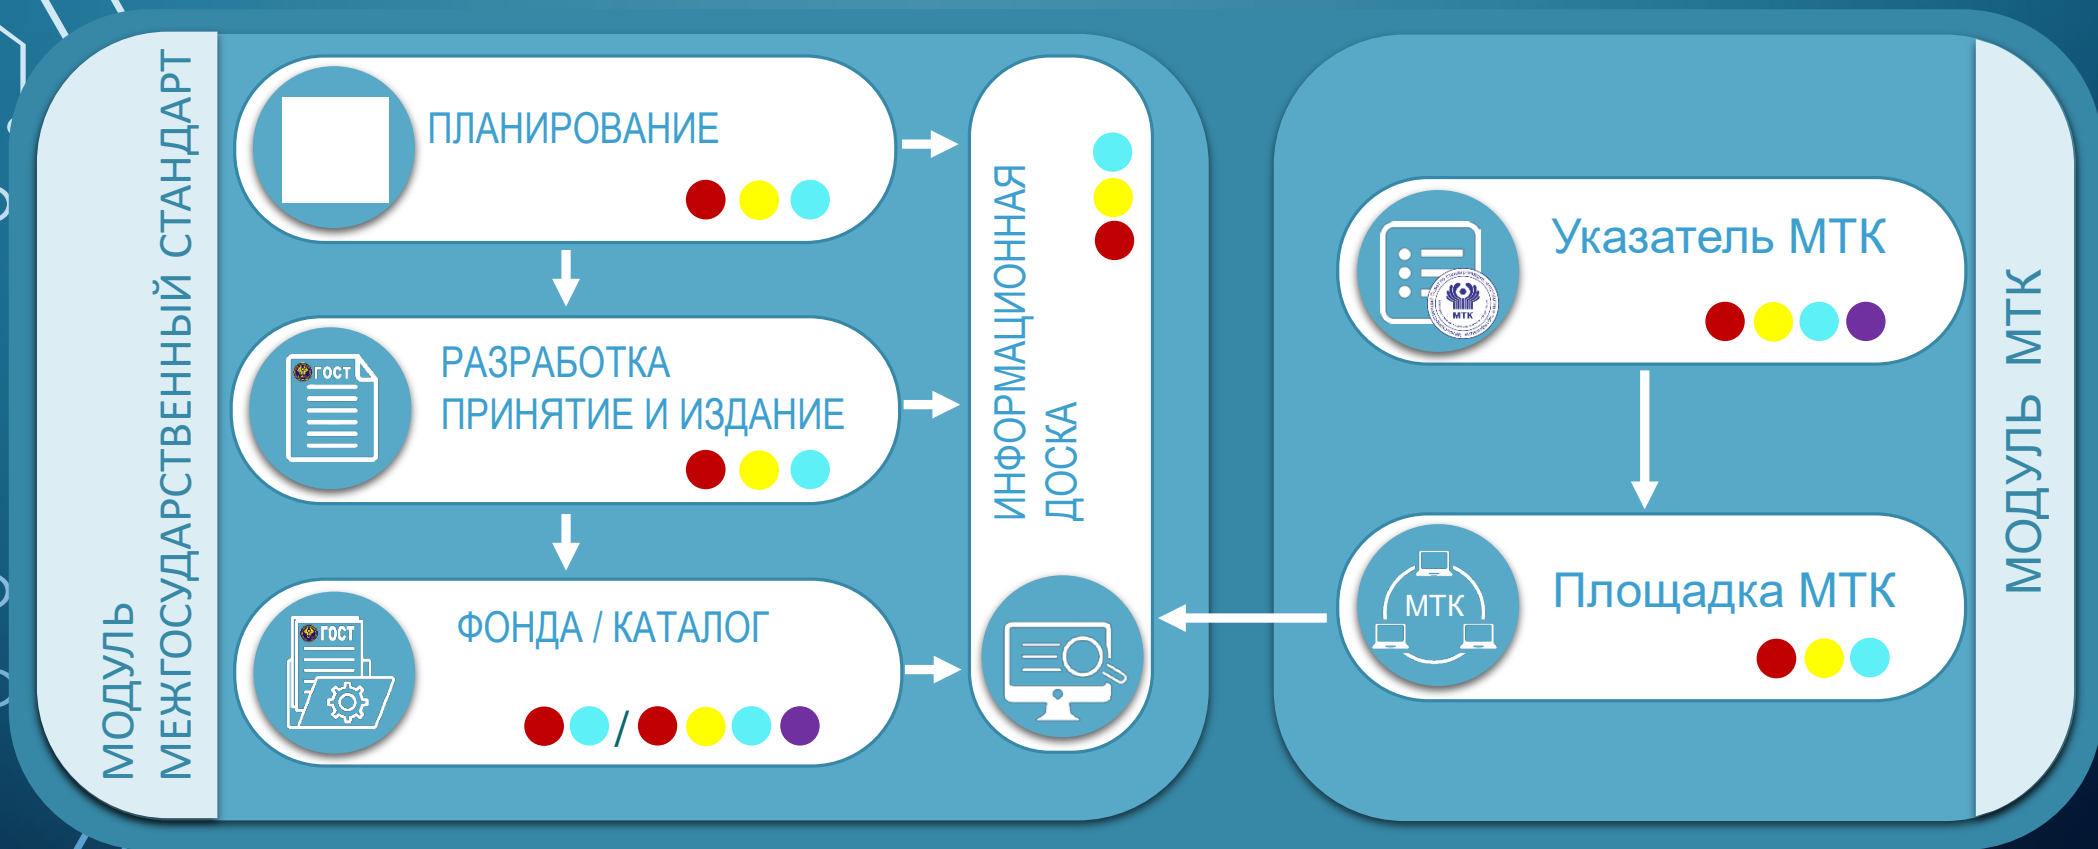 МОДУЛЬ
МЕЖГОСУДАРСТВЕННЫЙ СТАНДАРТ
ПЛАНИРОВАНИЕ
ГОСТ
РАЗРАБОТКА
ПРИНЯТИЕ И ИЗДАНИЕ
ГОСТ
ФОНДА / КАТАЛОГ
/
ИНФОРМАЦИОННАЯ
ДОСКА
Указатель МТК
МТК
Площадка МТК
МТК
МОДУЛЬ МТК